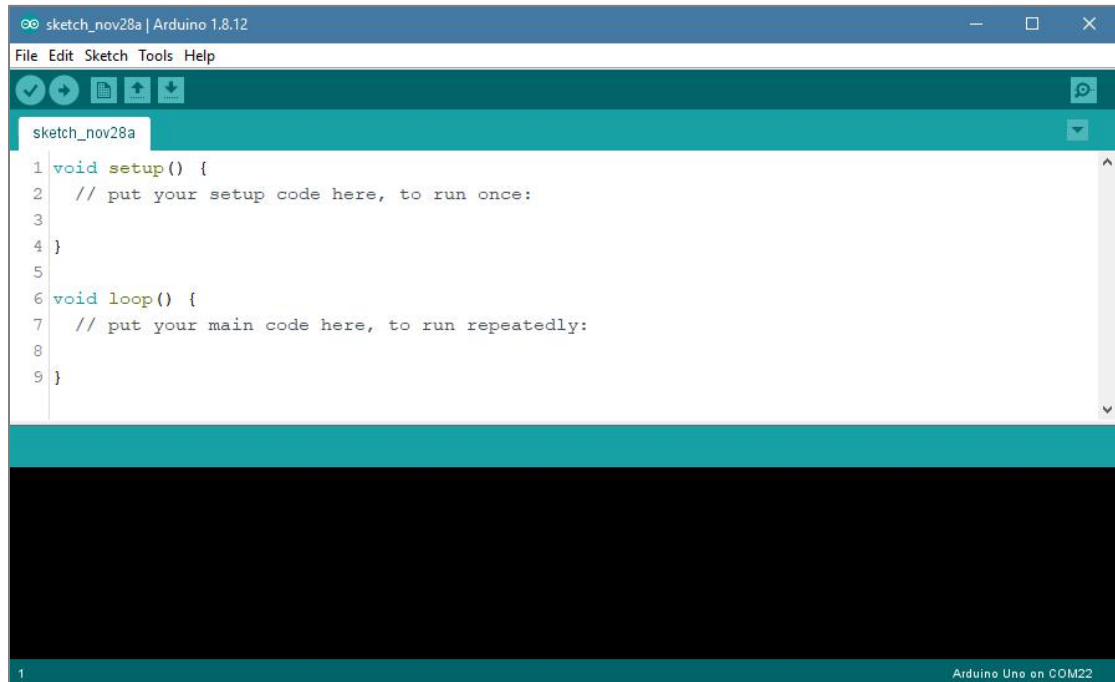 sketch_nov28a | Arduino 1.8.12
File Edit Sketch Tools Help
sketch_nov28a
1 void setup() {
2   // put your setup code here, to run once:
3
4 }
5
6 void loop() {
7   // put your main code here, to run repeatedly:
8
9 }
1 Arduino Uno on COM22